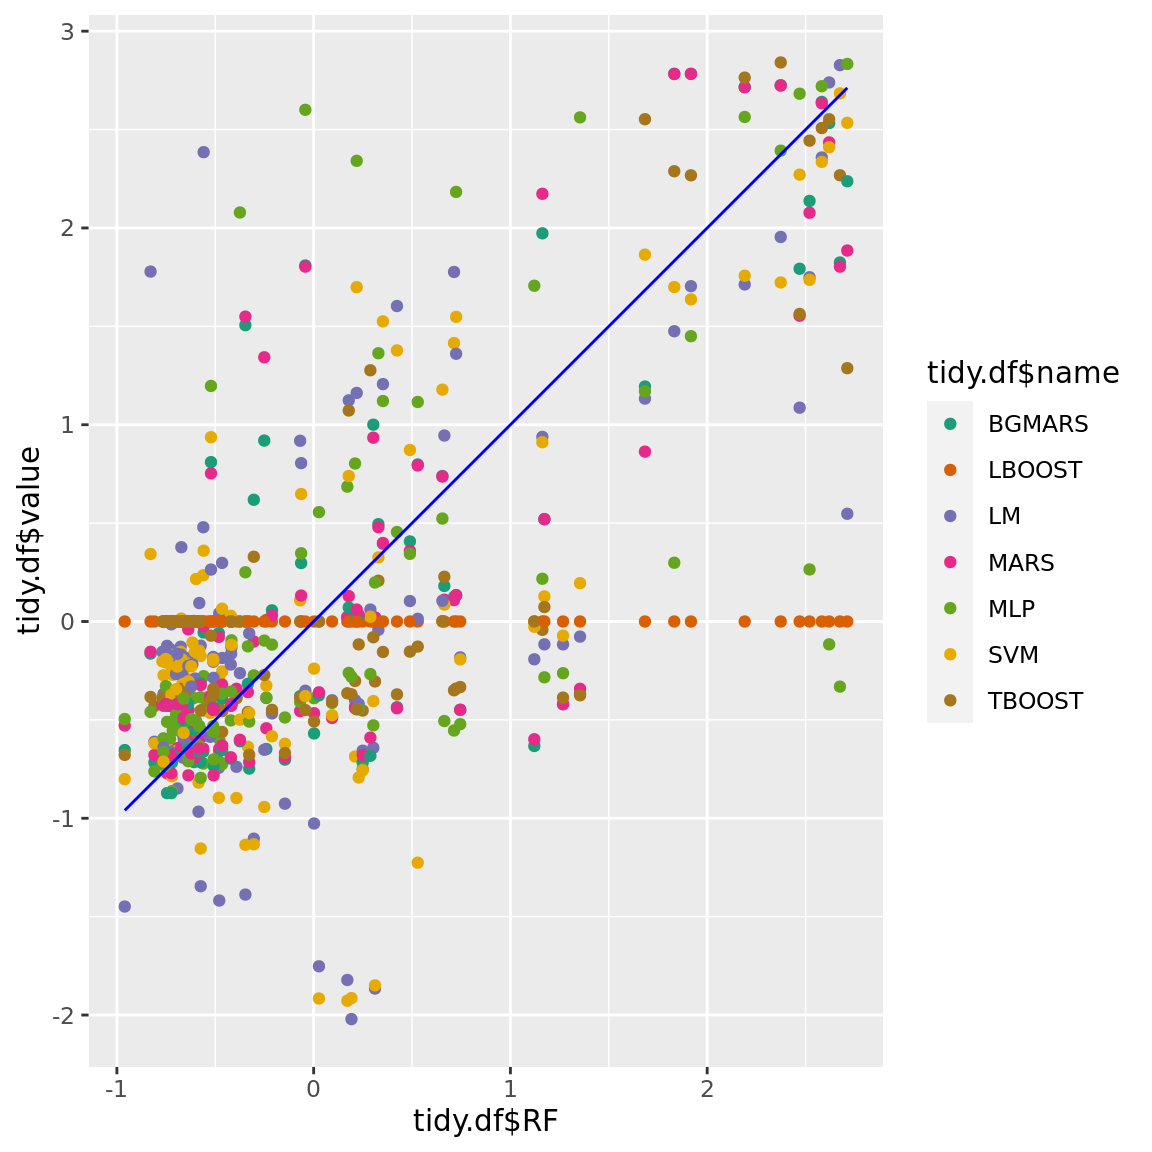 3
2
1
0
-1
-2
tidy.df$value
-1
0
1
2
tidy.df$RF
tidy.df$name
BGMARS
LBOOST
LM
MARS
MLP
SVM
TBOOST